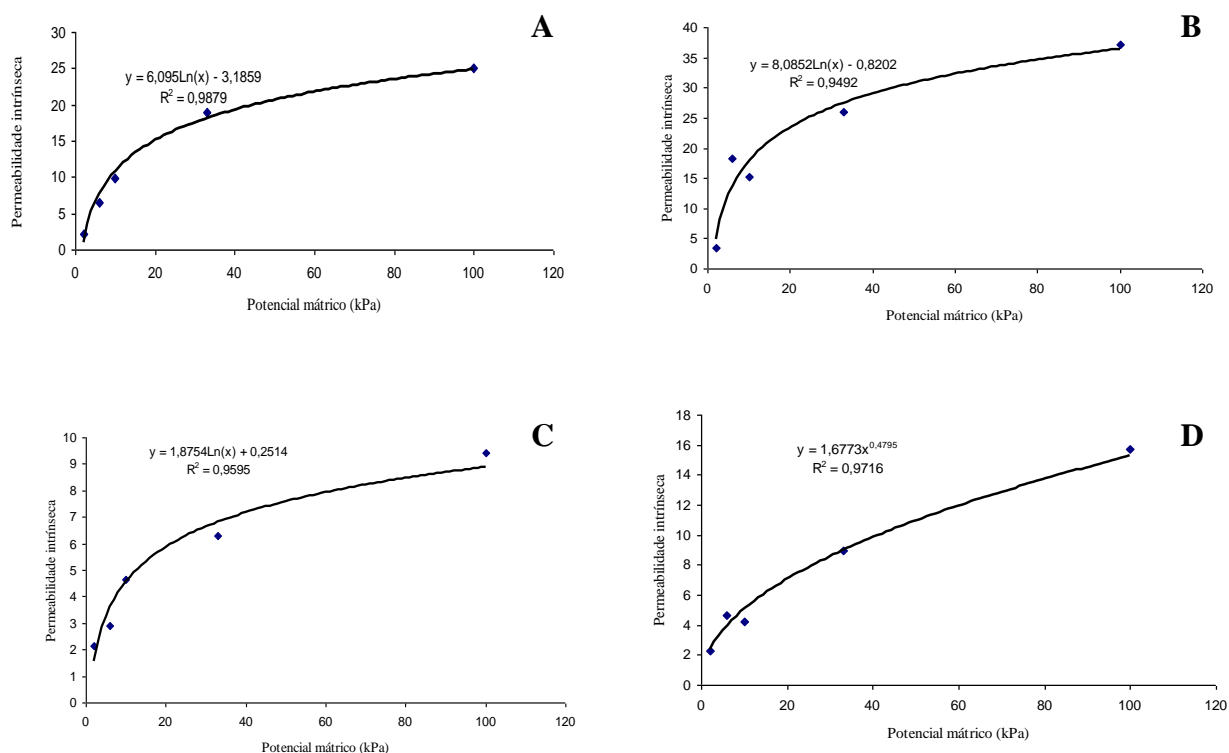 A
y = 6,095Ln(x) - 3,1859
R² = 0,9879
Permeabilidade intrínseca
30
25
20
15
10
5
0
0 20 40 60 80 100 120
Potencial mátrico (kPa)
B
y = 8,0852Ln(x) - 0,8202
R² = 0,9492
Permeabilidade intrínseca
40
35
30
25
20
15
10
5
0
0 20 40 60 80 100 120
Potencial mátrico (kPa)
C
y = 1,8754Ln(x) + 0,2514
R² = 0,9595
Permeabilidade intrínseca
10
9
8
7
6
5
4
3
2
1
0
0 20 40 60 80 100 120
Potencial mátrico (kPa)
D
y = 1,6773x^0,4795
R² = 0,9716
Permeabilidade intrínseca
18
16
14
12
10
8
6
4
2
0
0 20 40 60 80 100 120
Potencial mátrico (kPa)